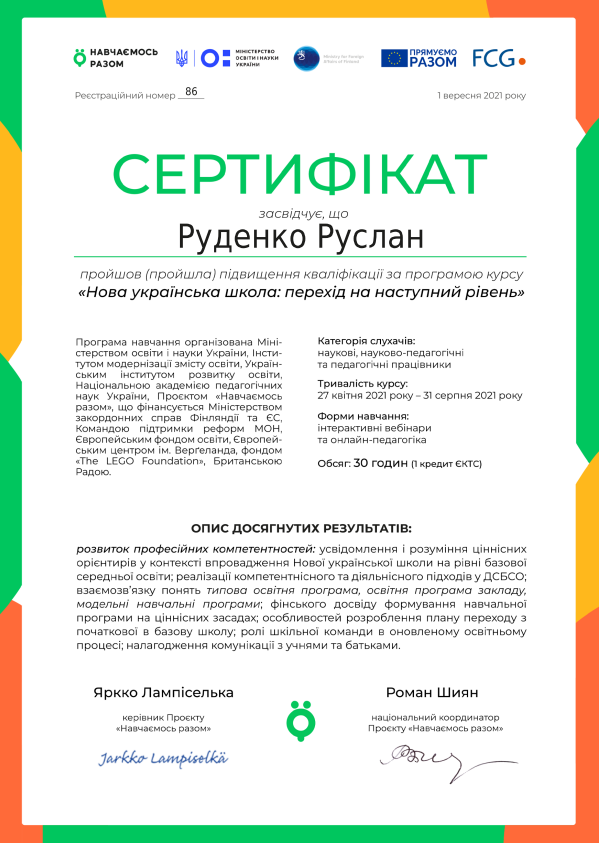 НАВЧАЄМОСЬ
РАЗОМ
МІНІСТЕРСТВО
ОСВІТИ І НАУКИ
УКРАЇНИ
Ministry for Foreign
Affairs of Finland
ПРЯМУЄМО
РАЗОМ
FCG
Реєстраційний номер 86
1 вересня 2021 року
СЕРТИФІКАТ
засвідчує, що
Руденко Руслан
пройшов (пройшла) підвищення кваліфікації за програмою курсу
«Нова українська школа: перехід на наступний рівень»
Програма навчання організована Міні-
стерством освіти і науки України, Інсти-
тутом модернізації змісту освіти, Україн-
ським інститутом розвитку освіти,
Національною академією педагогічних
наук України, Проєктом «Навчаємось
разом», що фінансується Міністерством
закордонних справ Фінляндії та ЄС,
Командою підтримки реформ МОН,
Європейським фондом освіти, Європей-
ським центром ім. Верґеланда, фондом
«The LEGO Foundation», Британською
Радою.
Категорія слухачів:
наукові, науково-педагогічні
та педагогічні працівники
Тривалість курсу:
27 квітня 2021 року – 31 серпня 2021 року
Форми навчання:
інтерактивні вебінари
та онлайн-педагогіка
Обсяг: 30 годин (1 кредит ЄКТС)
ОПИС ДОСЯГНУТИХ РЕЗУЛЬТАТІВ:
розвиток професійних компетентностей: усвідомлення і розуміння ціннісних
орієнтирів у контексті впровадження Нової української школи на рівні базової
середньої освіти; реалізації компетентнісного та діяльнісного підходів у ДСБСО;
взаємозв’язку понять типова освітня програма, освітня програма закладу,
модельні навчальні програми; фінського досвіду формування навчальної
програми на ціннісних засадах; особливостей розроблення плану переходу з
початкової в базову школу; ролі шкільної команди в оновленому освітньому
процесі; налагодження комунікації з учнями та батьками.
Яркко Лампіселька
керівник Проєкту
«Навчаємось разом»
Jarkko Lampiselkä
Роман Шиян
національний координатор
Проєкту «Навчаємось разом»